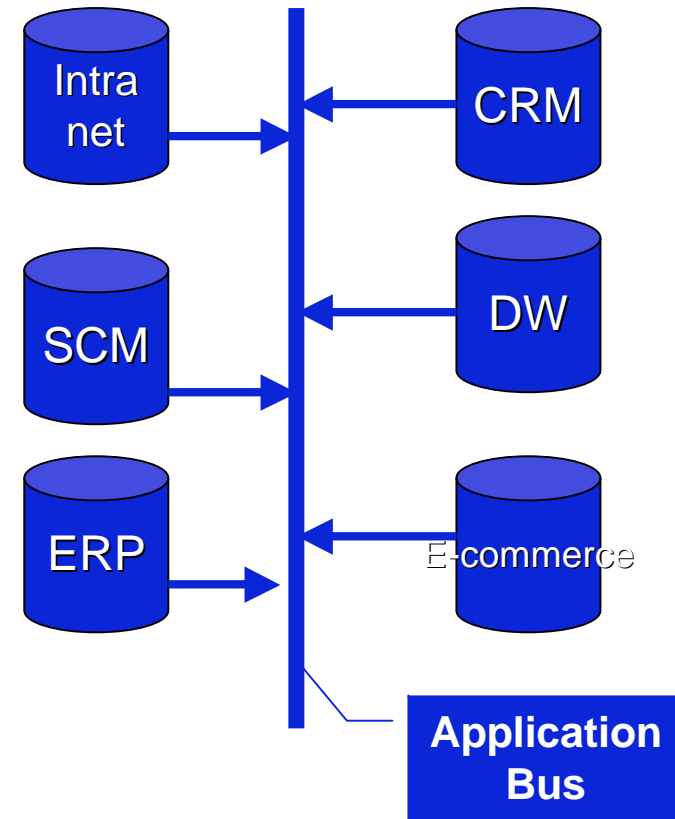 Intra
net
CRM
SCM
DW
ERP
E-commerce
Application
Bus